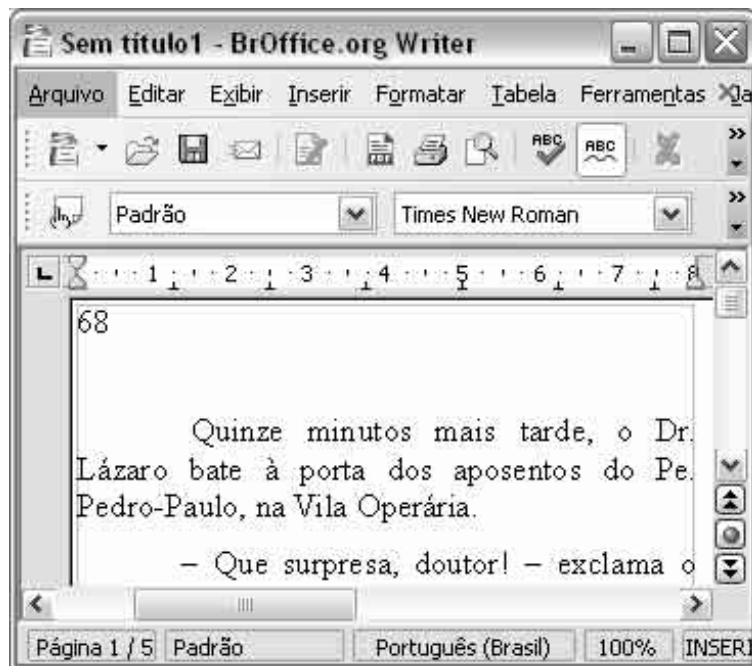 Sem título1 - BrOffice.org Writer
Arquivo Editar Exibir Inserir Formatar Tabela Ferramentas
ABC ABC
Padrão Times New Roman
1 2 3 4 5 6 7 8
68
Quinze minutos mais tarde, o Dr.
Lázaro bate à porta dos aposentos do Pe.
Pedro-Paulo, na Vila Operária.
– Que surpresa, doutor! – exclama o
Página 1 / 5 Padrão Português (Brasil) 100% INSERI